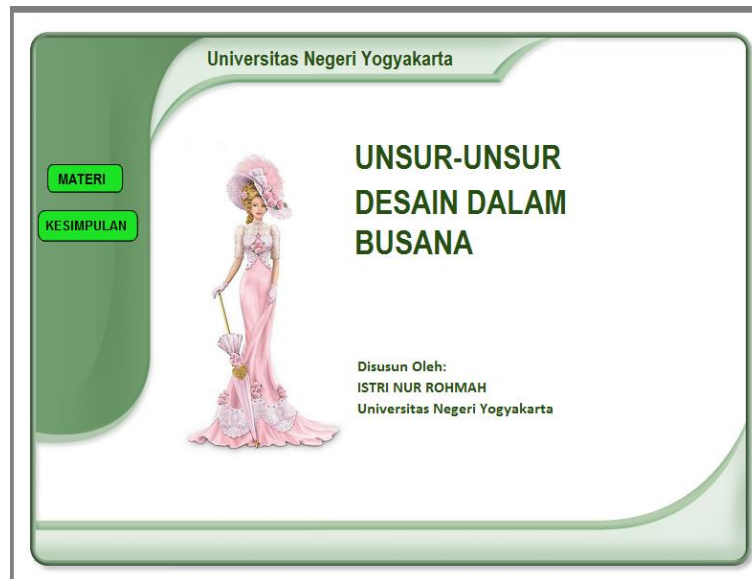 Universitas Negeri Yogyakarta
MATERI
KESIMPULAN
UNSUR-UNSUR
DESAIN DALAM
BUSANA
Disusun Oleh:
ISTRI NUR ROHMAH
Universitas Negeri Yogyakarta